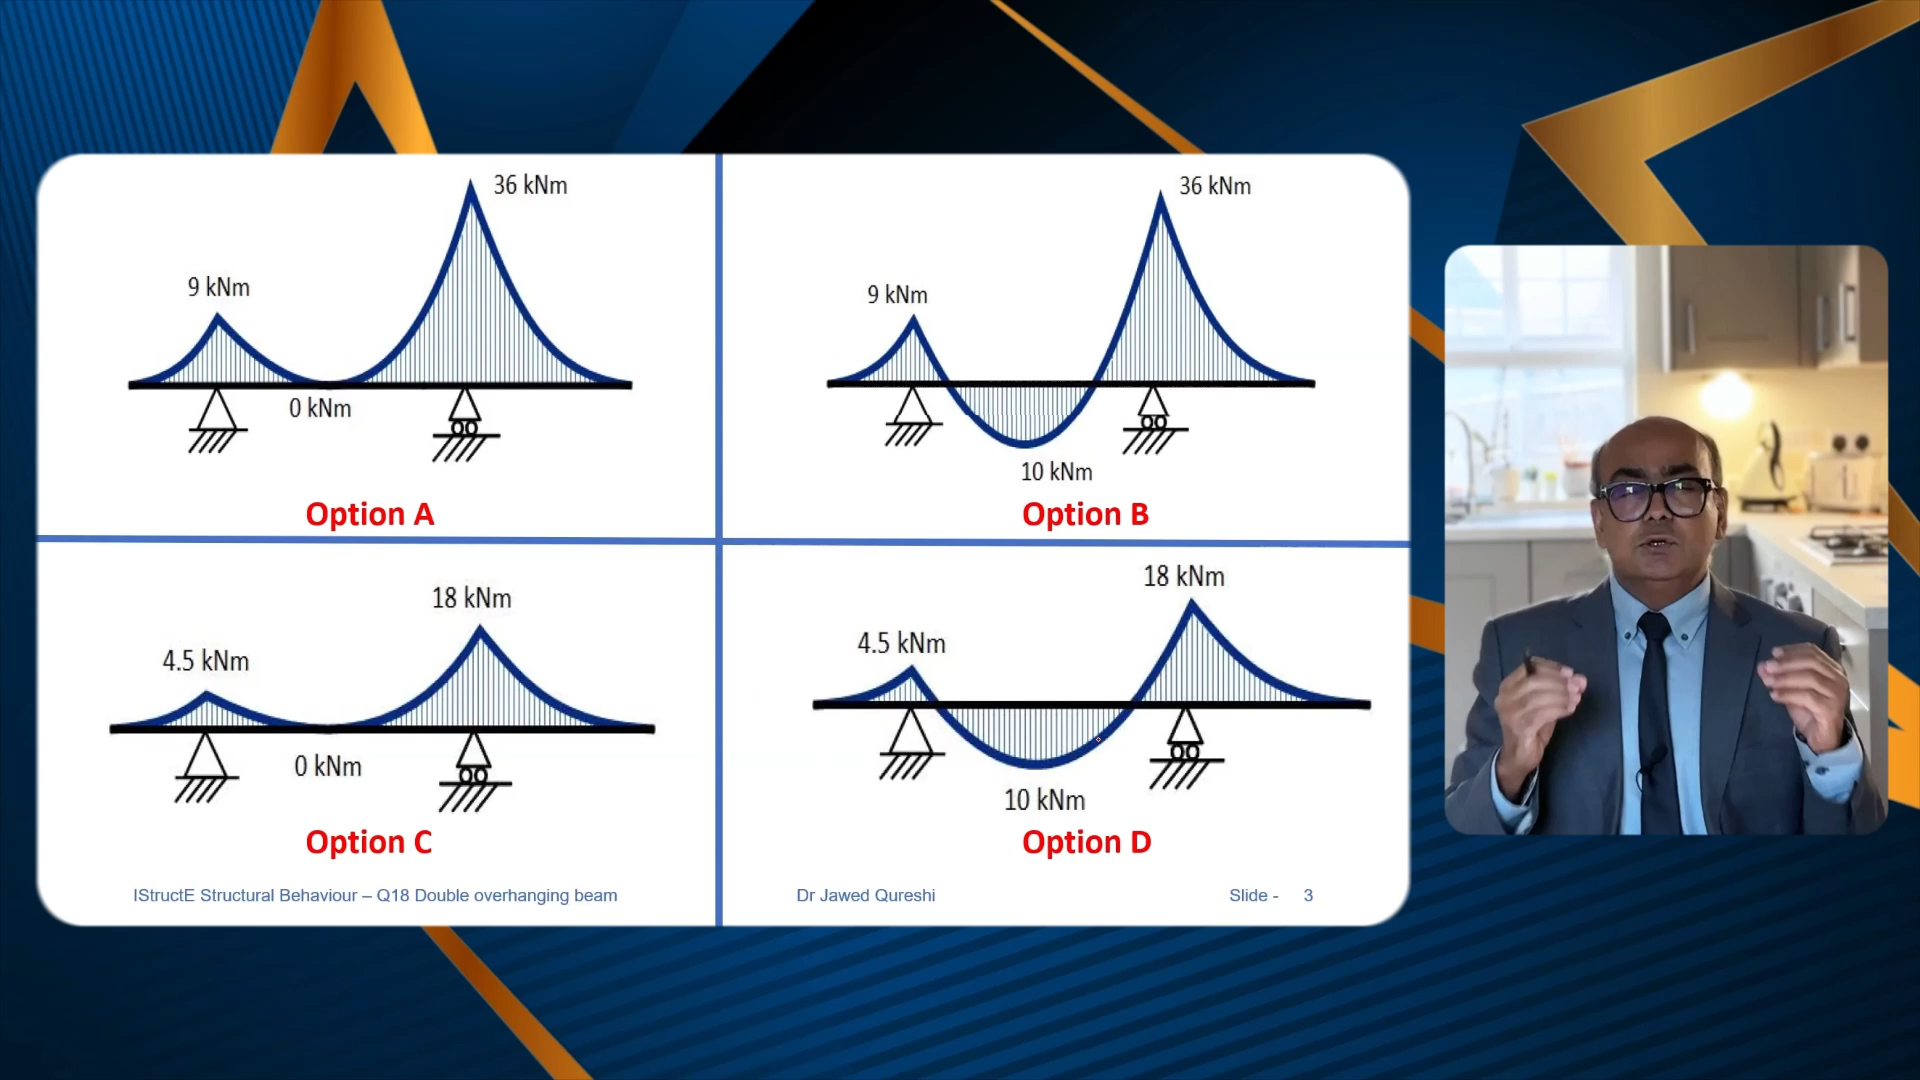 36 kNm
9 kNm
0 kNm
Option A
36 kNm
9 kNm
10 kNm
Option B
18 kNm
4.5 kNm
0 kNm
Option C
18 kNm
4.5 kNm
10 kNm
Option D
IStructE Structural Behaviour – Q18 Double overhanging beam
Dr Jawed Qureshi
Slide - 3